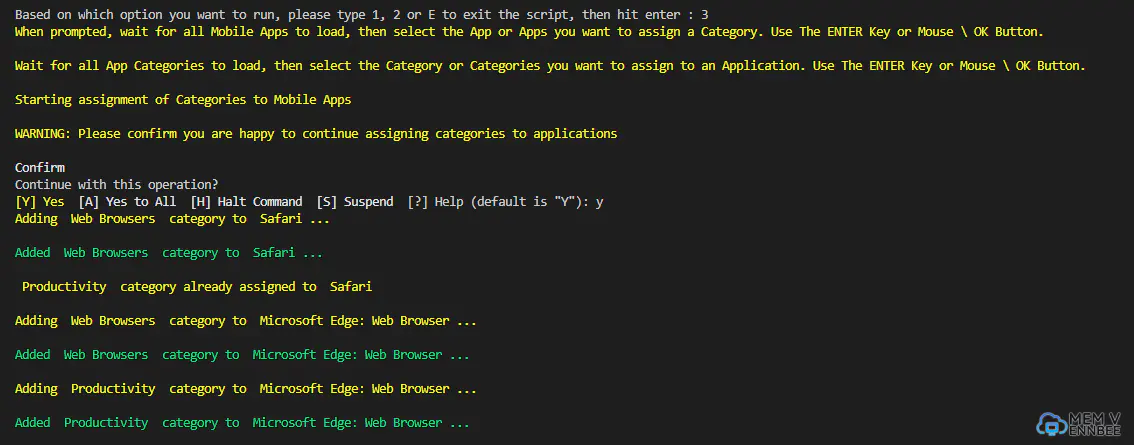 Based on which option you want to run, please type 1, 2 or E to exit the script, then hit enter : 3
When prompted, wait for all Mobile Apps to load, then select the App or Apps you want to assign a Category. Use The ENTER Key or Mouse \ OK Button.
Wait for all App Categories to load, then select the Category or Categories you want to assign to an Application. Use The ENTER Key or Mouse \ OK Button.
Starting assignment of Categories to Mobile Apps
WARNING: Please confirm you are happy to continue assigning categories to applications
Confirm
Continue with this operation?
[Y] Yes  [A] Yes to All  [H] Halt Command  [S] Suspend  [?] Help (default is "Y"): y
Adding  Web Browsers  category to  Safari ...
Added  Web Browsers  category to  Safari ...
Productivity  category already assigned to  Safari
Adding  Web Browsers  category to  Microsoft Edge: Web Browser ...
Added  Web Browsers  category to  Microsoft Edge: Web Browser ...
Adding  Productivity  category to  Microsoft Edge: Web Browser ...
Added  Productivity  category to  Microsoft Edge: Web Browser ...
MEM V
ENNBEE